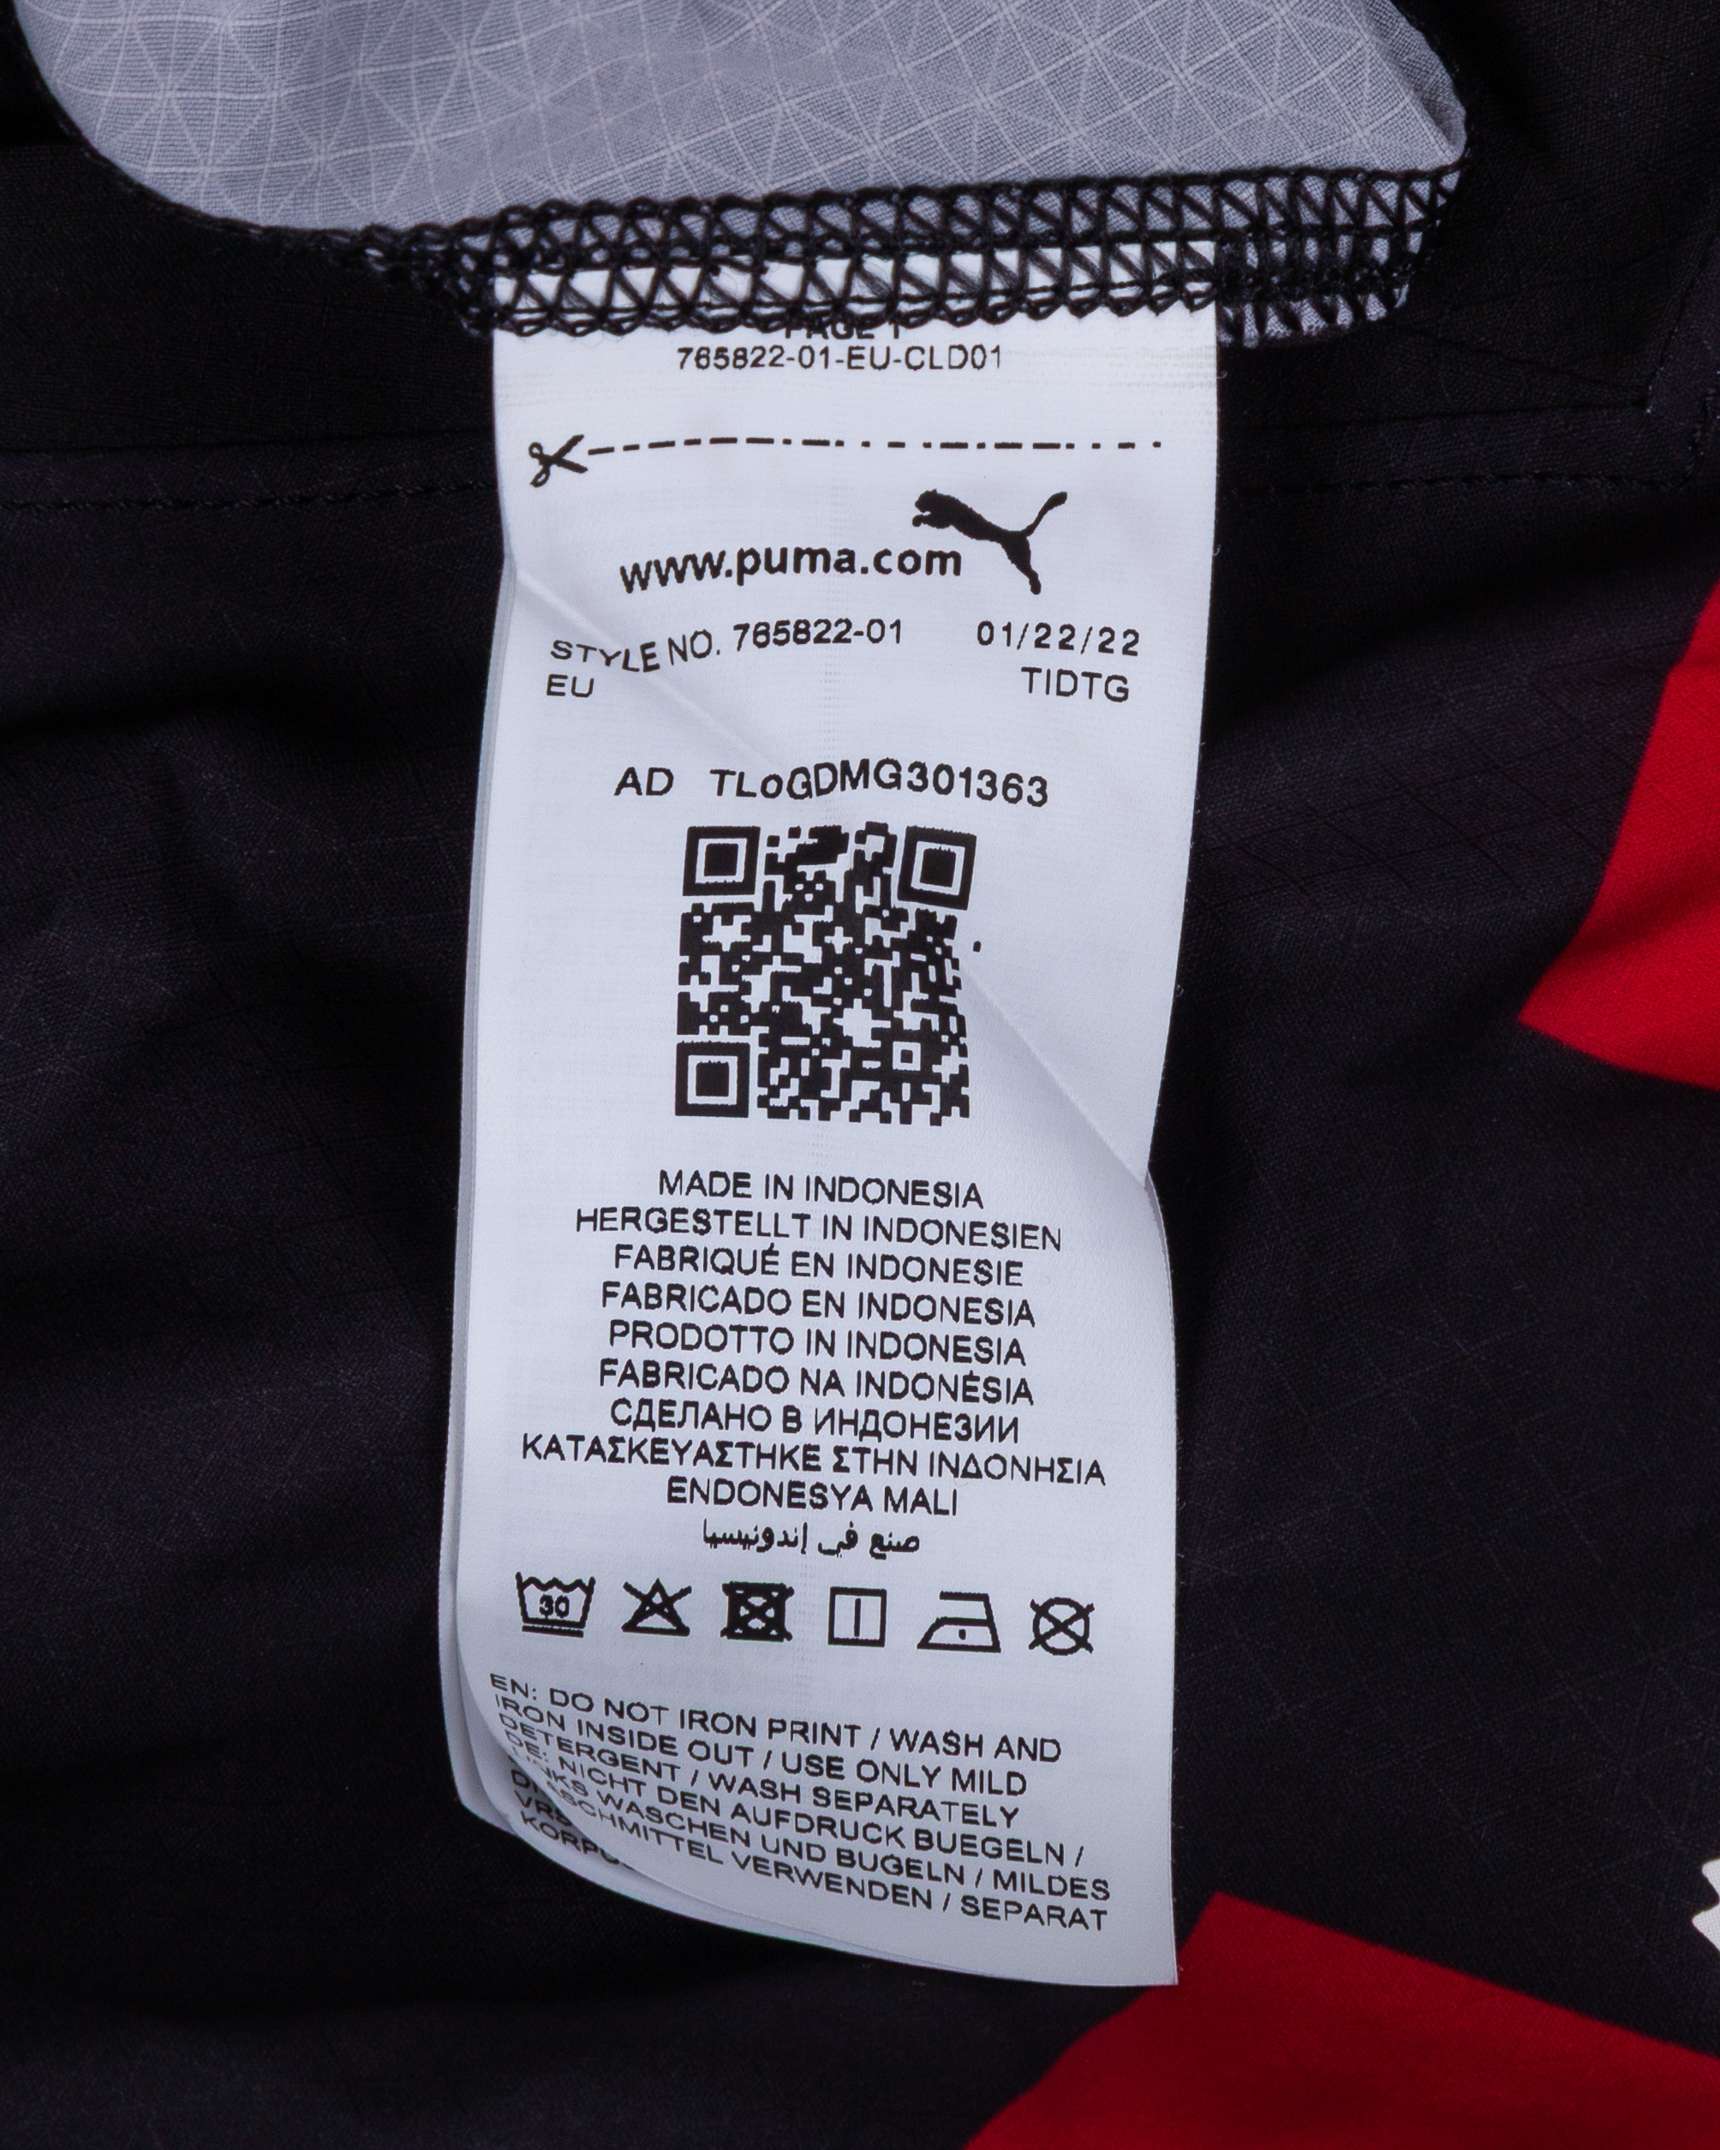 PAGE 1
765822-01-EU-CLD01
www.puma.com
STYLE NO. 765822-01 01/22/22
EU TIDTG
AD TLoGDMG301363
MADE IN INDONESIA
HERGESTELLT IN INDONESIEN
FABRIQUÉ EN INDONESIE
FABRICADO EN INDONESIA
PRODOTTO IN INDONESIA
FABRICADO NA INDONÉSIA
СДЕЛАНО В ИНДОНЕЗИИ
ΚΑΤΑΣΚΕΥΑΣΤΗΚΕ ΣΤΗΝ ΙΝΔΟΝΗΣΙΑ
ENDONESYA MALI
صنع في إندونيسيا
30
EN: DO NOT IRON PRINT / WASH AND
IRON INSIDE OUT / USE ONLY MILD
DETERGENT / WASH SEPARATELY
DE: NICHT DEN AUFDRUCK BUEGELN /
WASCHEN UND BUGELN / MILDES
VERWENDEN / SEPARAT